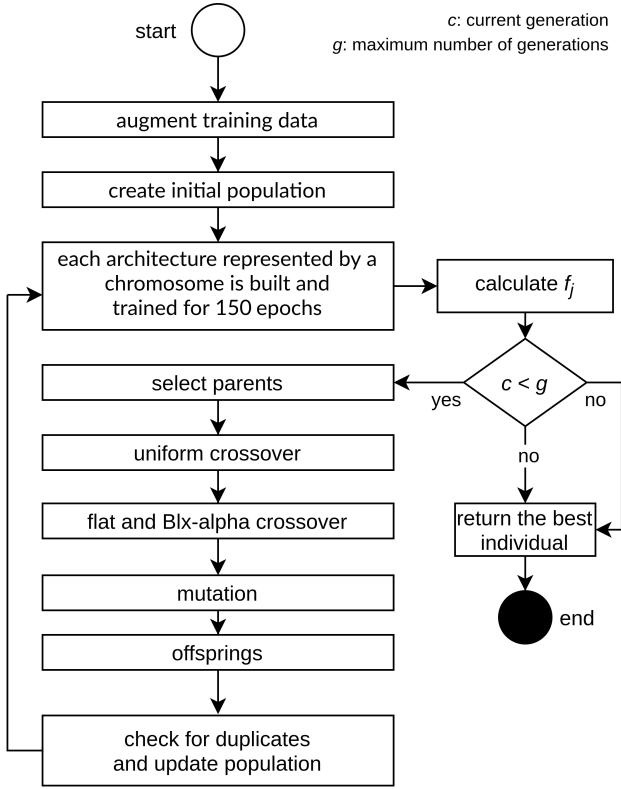 start
c: current generation
g: maximum number of generations
augment training data
create initial population
each architecture represented by a
chromosome is built and
trained for 150 epochs
calculate fj
c < g
yes
no
no
select parents
uniform crossover
flat and Blx-alpha crossover
return the best
individual
mutation
end
offsprings
check for duplicates
and update population